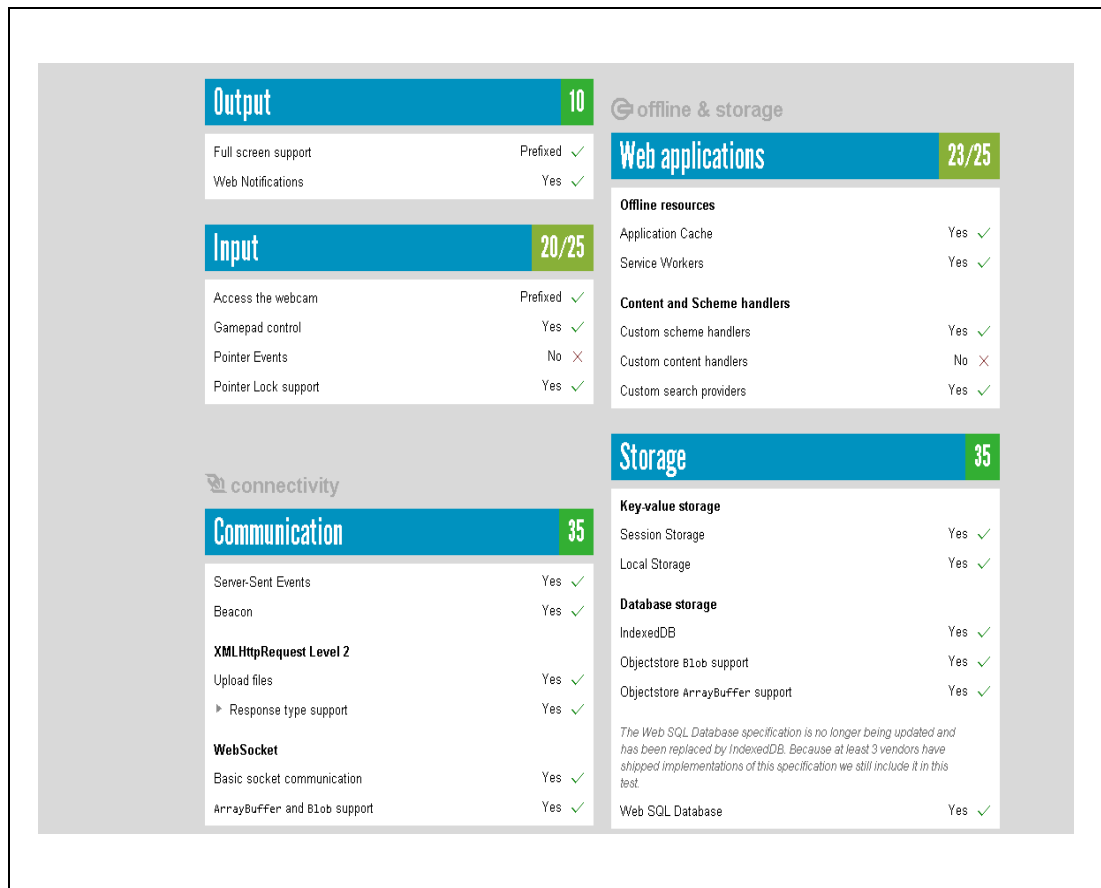 Output 10
Full screen support Prefixed ✓
Web Notifications Yes ✓
Input 20/25
Access the webcam Prefixed ✓
Gamepad control Yes ✓
Pointer Events No ✗
Pointer Lock support Yes ✓
connectivity
Communication 35
Server-Sent Events Yes ✓
Beacon Yes ✓
XMLHttpRequest Level 2
Upload files Yes ✓
Response type support Yes ✓
WebSocket
Basic socket communication Yes ✓
ArrayBuffer and Blob support Yes ✓
offline & storage
Web applications 23/25
Offline resources
Application Cache Yes ✓
Service Workers Yes ✓
Content and Scheme handlers
Custom scheme handlers Yes ✓
Custom content handlers No ✗
Custom search providers Yes ✓
Storage 35
Key-value storage
Session Storage Yes ✓
Local Storage Yes ✓
Database storage
IndexedDB Yes ✓
Objectstore Blob support Yes ✓
Objectstore ArrayBuffer support Yes ✓
The Web SQL Database specification is no longer being updated and
has been replaced by IndexedDB. Because at least 3 vendors have
shipped implementations of this specification we still include it in this
test.
Web SQL Database Yes ✓